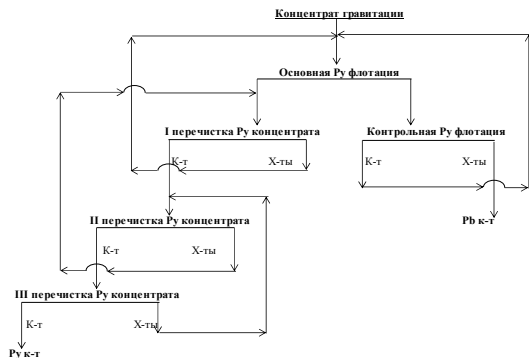 Концентрат гравитации
Основная Ру флотация
I перечистка Ру концентрата
Контрольная Ру флотация
К-т
Х-ты
К-т
Х-ты
Pb к-т
II перечистка Ру концентрата
К-т
Х-ты
III перечистка Ру концентрата
К-т
Х-ты
Ру к-т